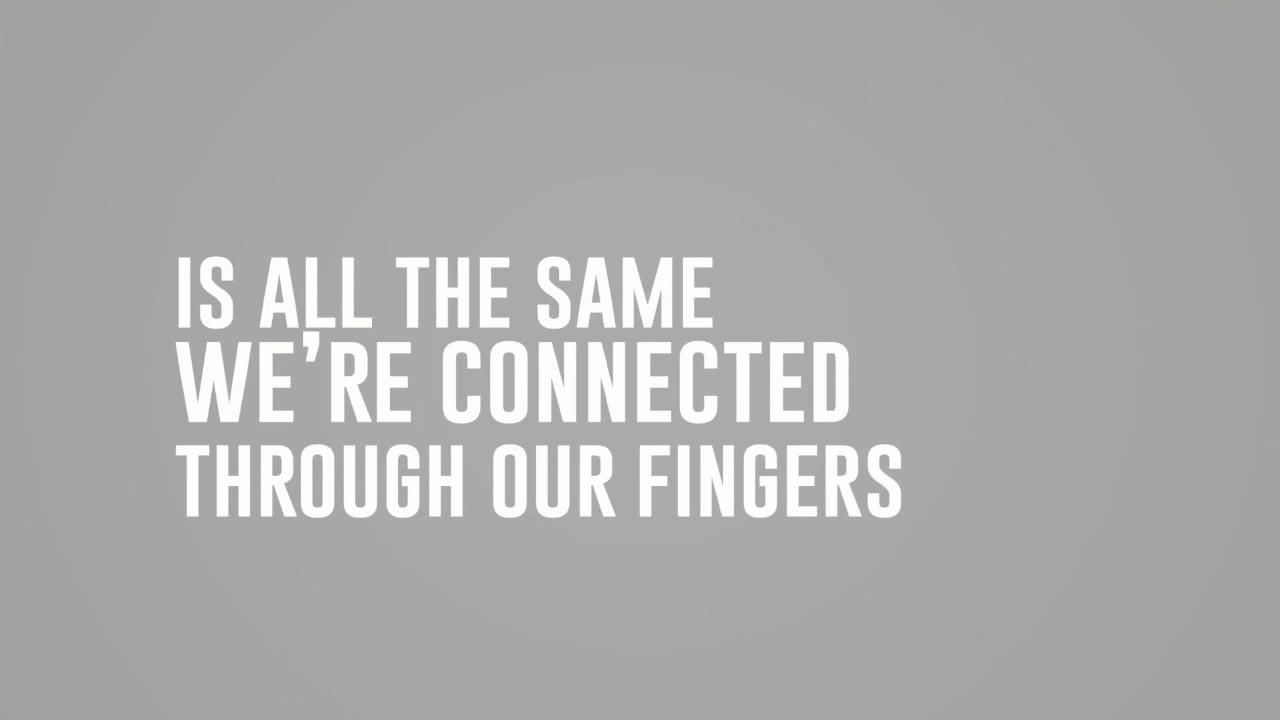 IS ALL THE SAME
WE’RE CONNECTED
THROUGH OUR FINGERS